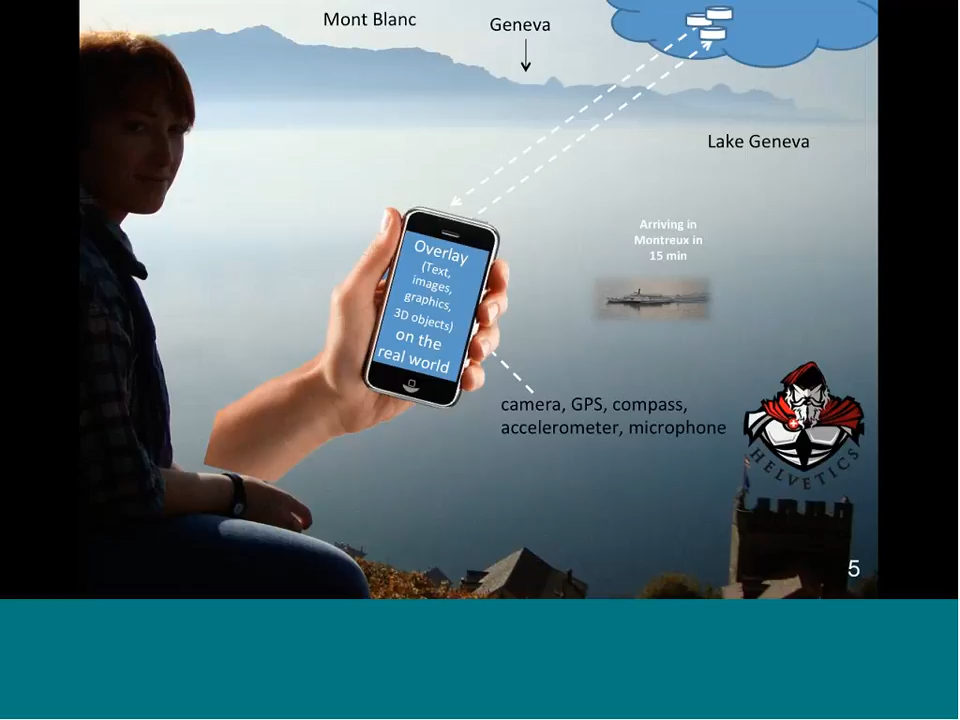 Mont Blanc
Geneva
Lake Geneva
Arriving in
Montreux in
15 min
Overlay
(Text,
images,
graphics,
3D objects)
on the
real world
camera, GPS, compass,
accelerometer, microphone
HELVETICS
5